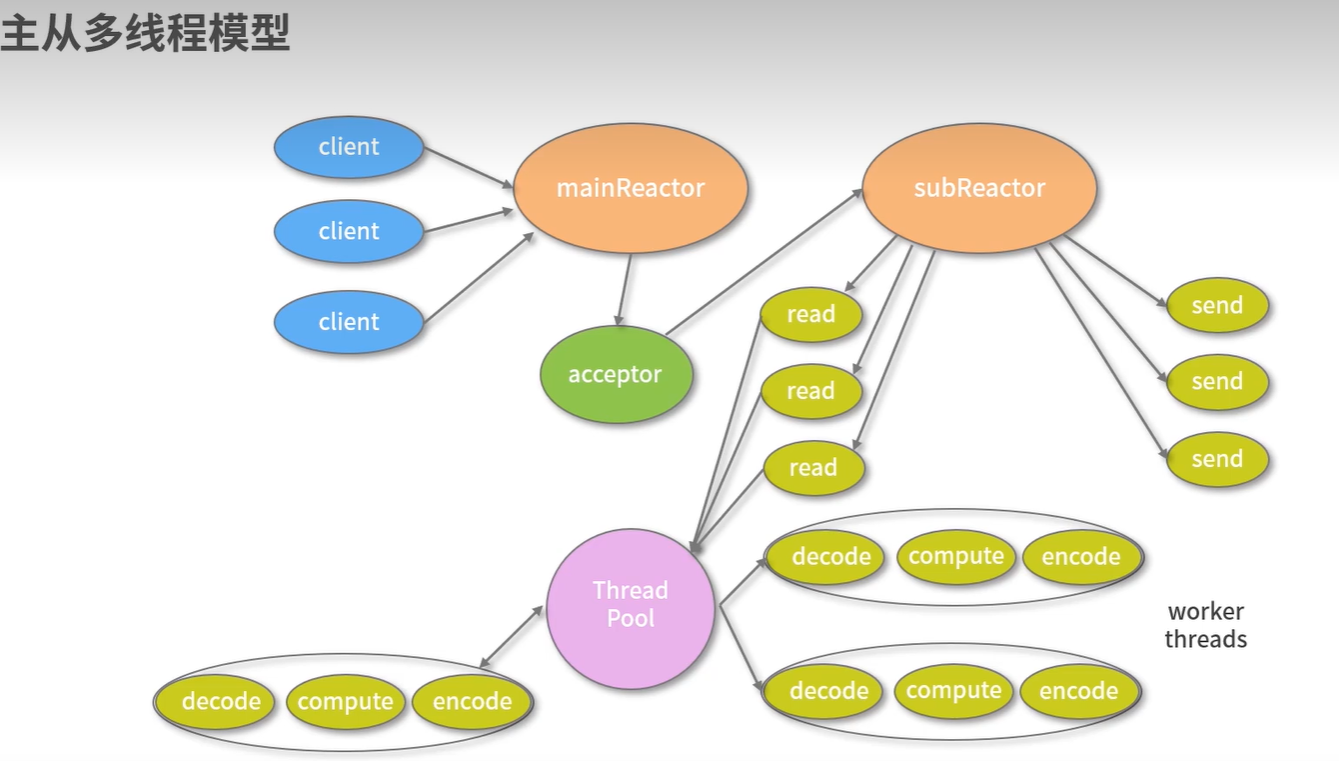 主从多线程模型
client
mainReactor
subReactor
client
client
acceptor
read
read
read
send
send
send
Thread
Pool
decode compute encode
worker
threads
decode compute encode
decode compute encode